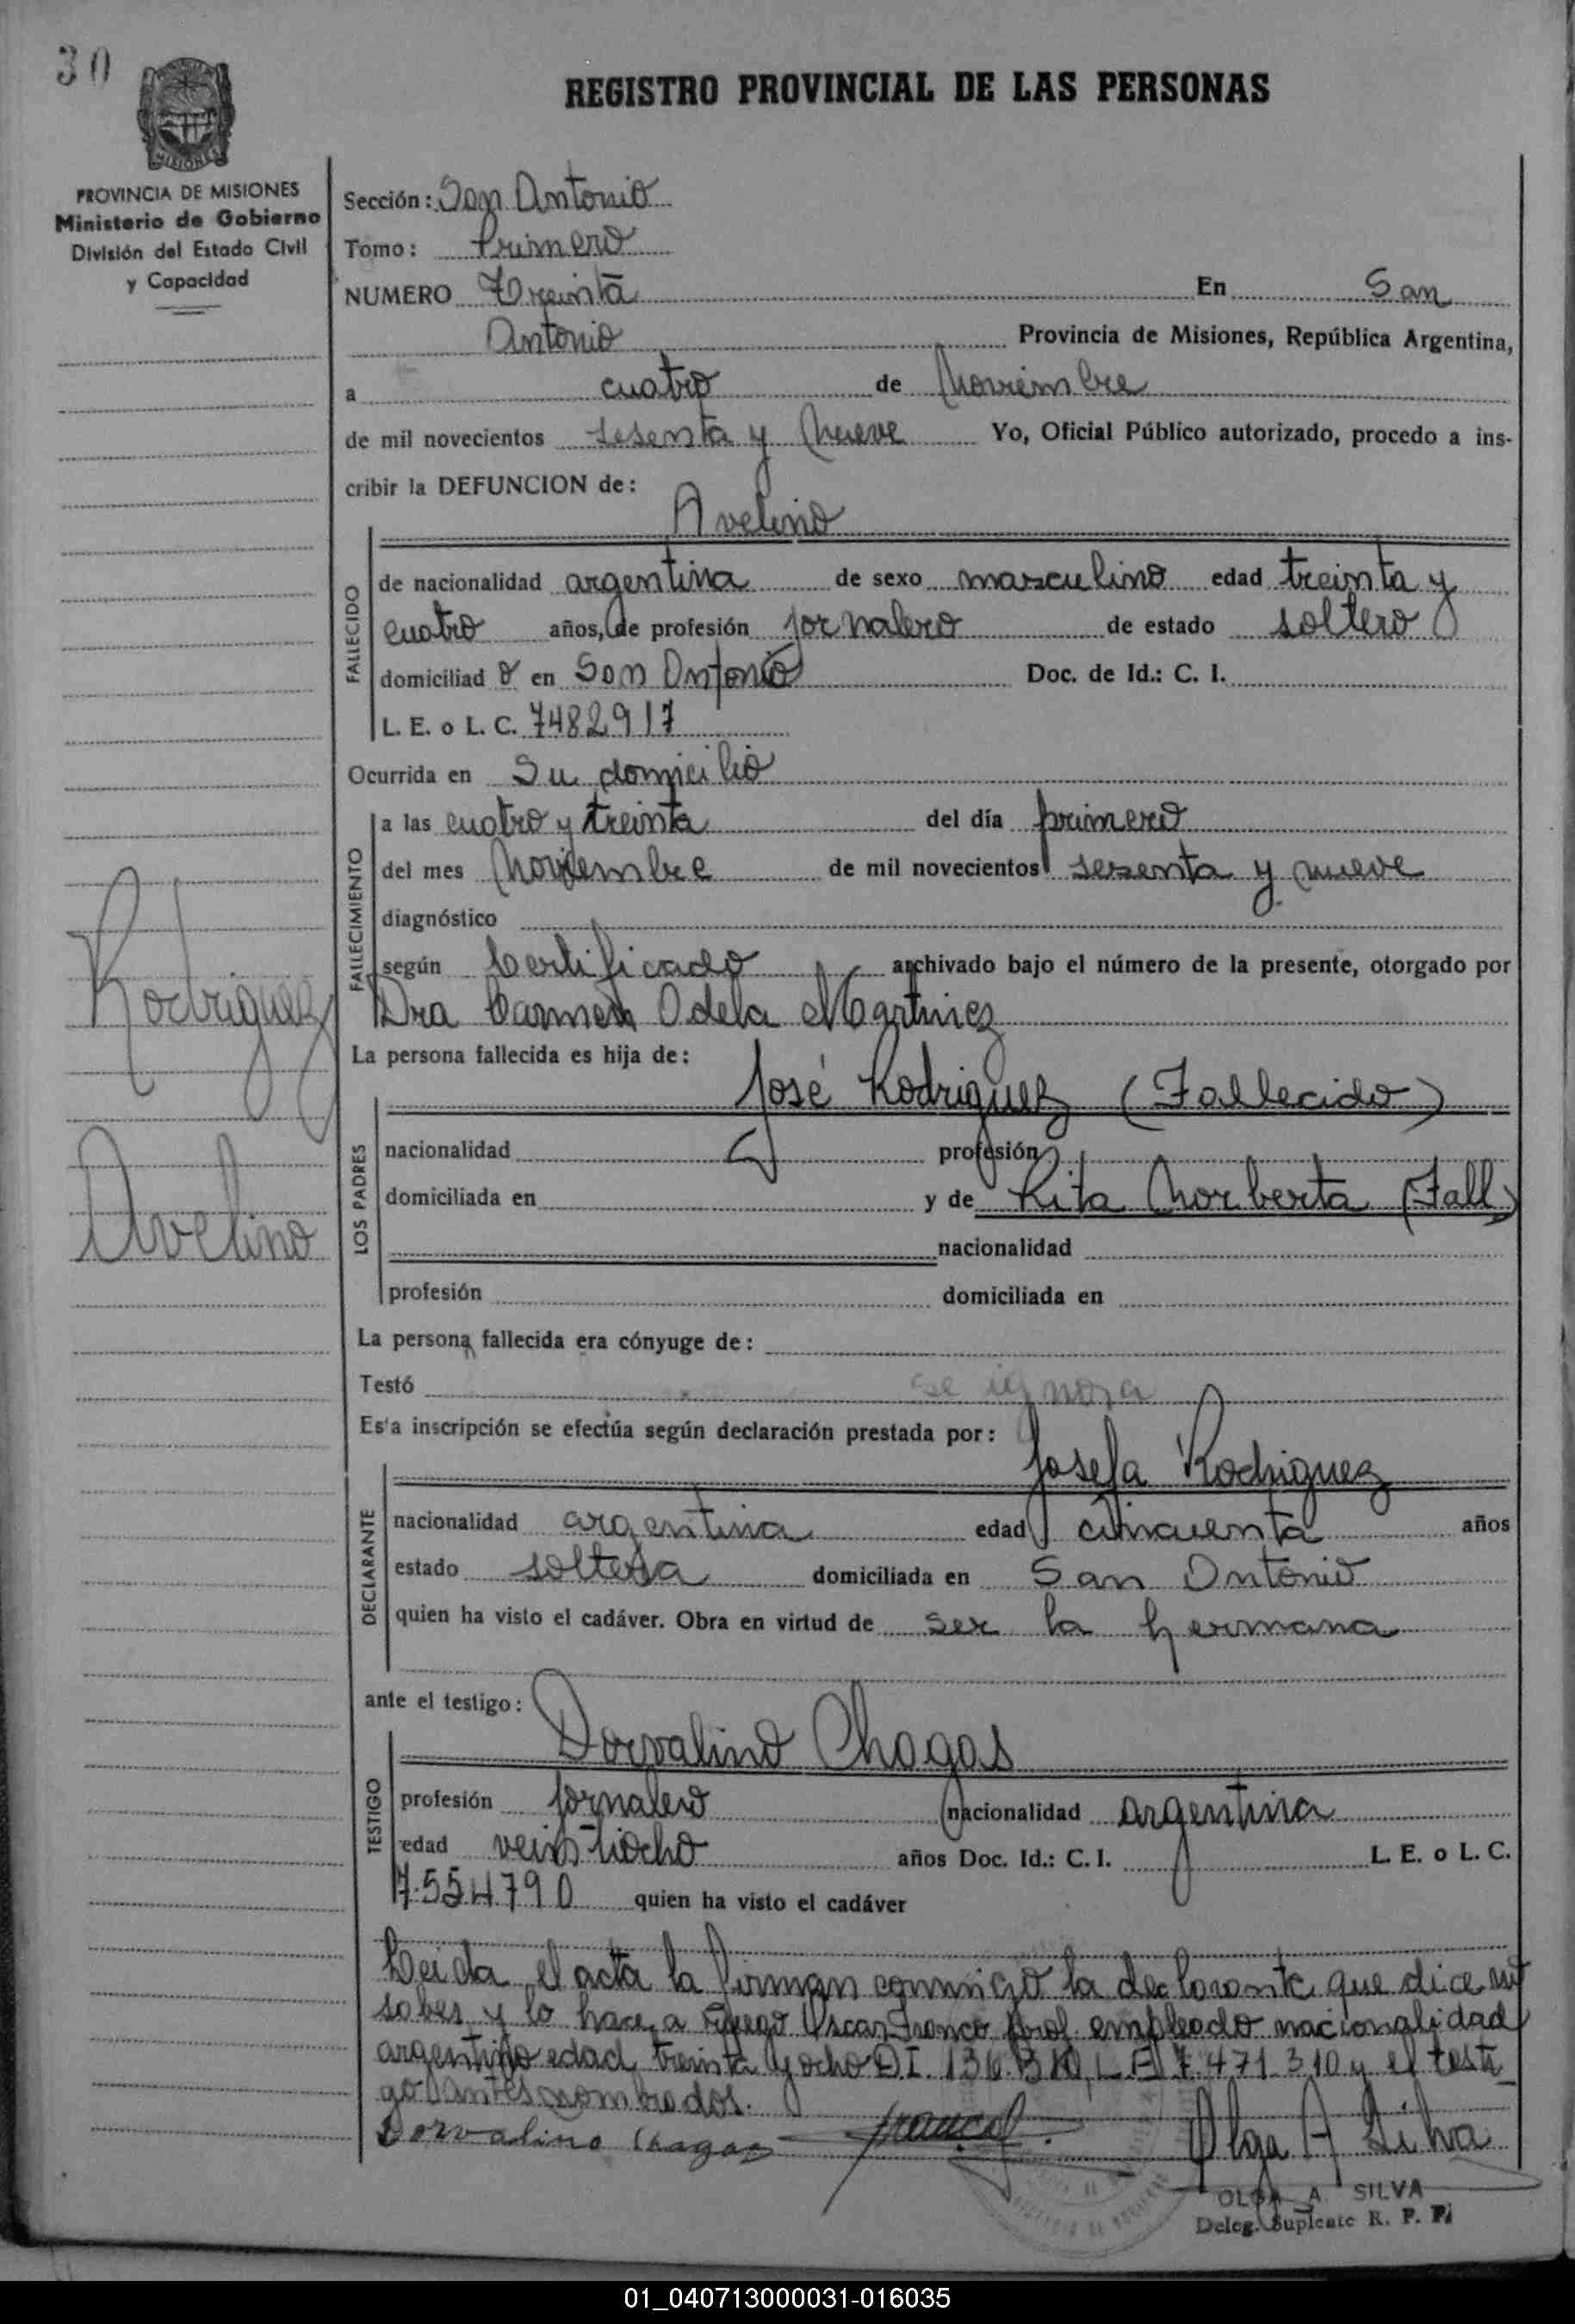 30
REGISTRO PROVINCIAL DE LAS PERSONAS
MISIONES
PROVINCIA DE MISIONES
Ministerio de Gobierno
División del Estado Civil
y Capacidad
Sección: San Antonio
Tomo: Primero
NUMERO Treinta En San
Antonio Provincia de Misiones, República Argentina,
a cuatro de Noviembre
de mil novecientos sesenta y nueve Yo, Oficial Público autorizado, procedo a ins-
cribir la DEFUNCION de:
Avelino
FALLECIDO
de nacionalidad argentina de sexo masculino edad treinta y
cuatro años, de profesión jornalero de estado soltero
domiciliad o en San Antonio Doc. de Id.: C. I.
L. E. o L. C. 7482917
Ocurrida en Su domicilio
FALLECIMIENTO
a las cuatro y treinta del día primero
del mes Noviembre de mil novecientos sesenta y nueve
diagnóstico
según Certificado archivado bajo el número de la presente, otorgado por
Dra Carmen Odela Martinez
Rodriguez
Avelino
La persona fallecida es hija de:
José Rodriguez (Fallecido)
LOS PADRES
nacionalidad profesión
domiciliada en y de Rita Norberta (Fall)
nacionalidad
profesión domiciliada en
La persona fallecida era cónyuge de:
Testó se ignora
Esta inscripción se efectúa según declaración prestada por:
Josefa Rodriguez
DECLARANTE
nacionalidad argentina edad cincuenta años
estado soltera domiciliada en San Antonio
quien ha visto el cadáver. Obra en virtud de ser la hermana
ante el testigo:
Dorvalino Chagas
TESTIGO
profesión jornalero nacionalidad argentina
edad veintiocho años Doc. Id.: C. I. L. E. o L. C.
7.554790 quien ha visto el cadáver
Leida el acta la firman conmigo la declarante que dice no
saber y lo hace a ruego Oscar Franco prof. empleado nacionalidad
argentino edad treinta y ocho DI. L.E 7.471.310 y el testi
go antes nombrados.
Dorvalino Chagas Franco Olga A Silva
OLGA A. SILVA
Deleg. Suplente R. P. P.
01_040713000031-016035